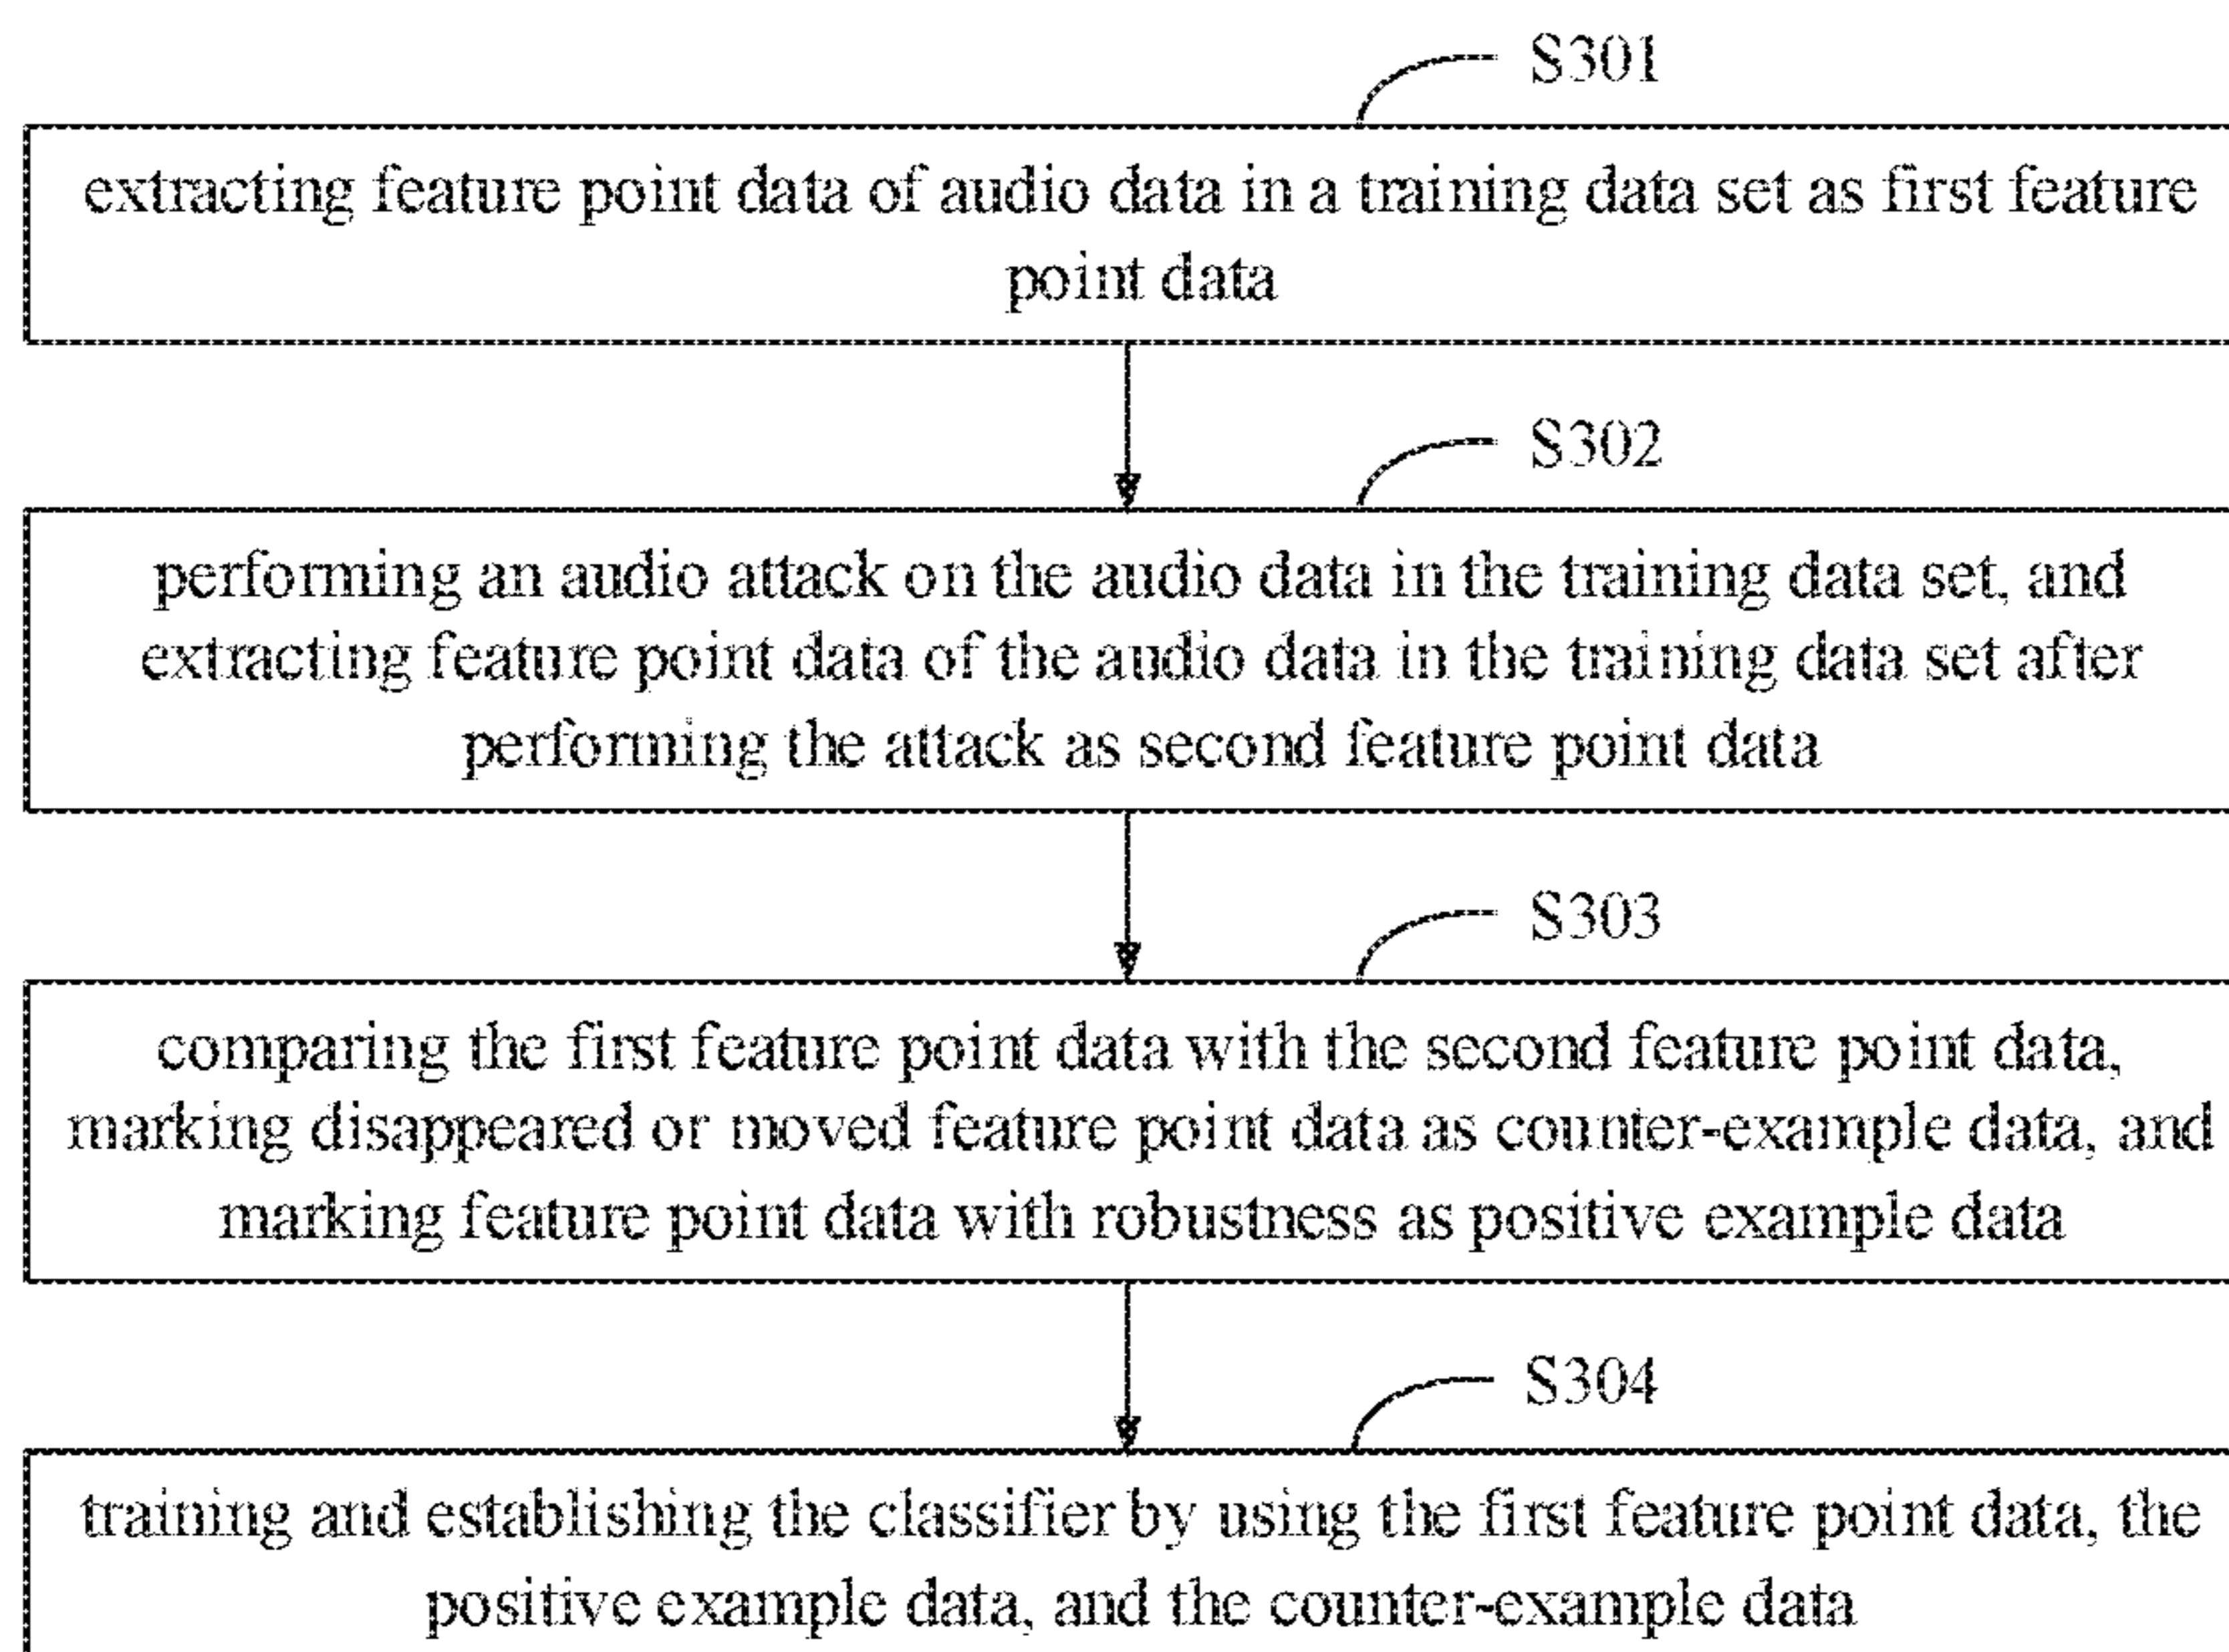 S301
extracting feature point data of audio data in a training data set as first feature
point data
S302
performing an audio attack on the audio data in the training data set, and
extracting feature point data of the audio data in the training data set after
performing the attack as second feature point data
S303
comparing the first feature point data with the second feature point data,
marking disappeared or moved feature point data as counter-example data, and
marking feature point data with robustness as positive example data
S304
training and establishing the classifier by using the first feature point data, the
positive example data, and the counter-example data